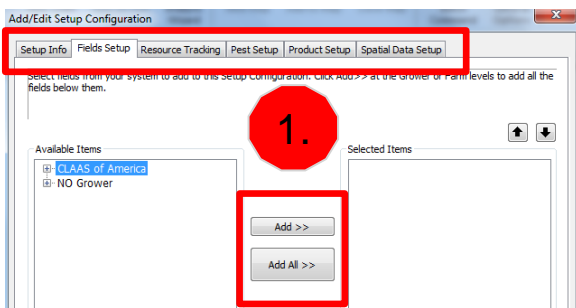 Add/Edit Setup Configuration
Setup Info Fields Setup Resource Tracking Pest Setup Product Setup Spatial Data Setup
Select fields from your system to add to this Setup Configuration. Click Add >> at the Grower or Farm levels to add all the
fields below them.
1.
Available Items
Selected Items
CLAAS of America
NO Grower
Add >>
Add All >>